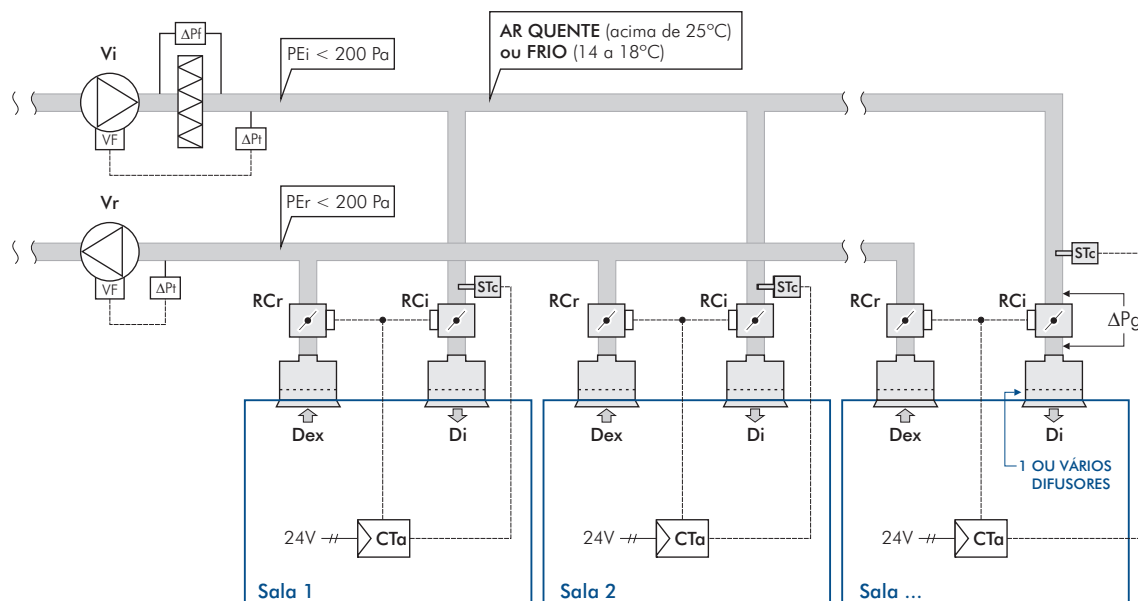 Vi
ΔPf
PEi < 200 Pa
AR QUENTE (acima de 25ºC)
ou FRIO (14 a 18ºC)
VF
ΔPt
Vr
PEr < 200 Pa
VF
ΔPt
STc
STc
STc
RCr
RCi
RCr
RCi
RCr
RCi
ΔPg
Dex
Di
Dex
Di
Dex
Di
1 OU VÁRIOS
DIFUSORES
24V
CTa
24V
CTa
24V
CTa
Sala 1
Sala 2
Sala ...